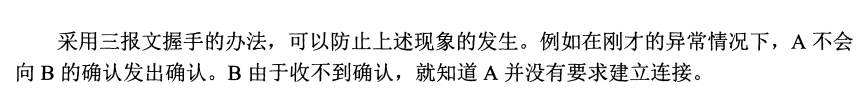 采用三报文握手的办法，可以防止上述现象的发生。例如在刚才的异常情况下，A 不会
向 B 的确认发出确认。B 由于收不到确认，就知道 A 并没有要求建立连接。